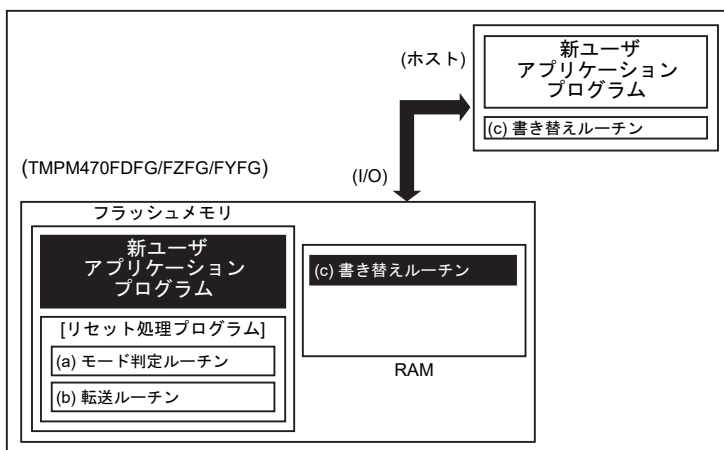 (ホスト)
新ユーザ
アプリケーション
プログラム
(c) 書き替えルーチン
(TMPM470FDFG/FZFG/FYFG)
(I/O)
フラッシュメモリ
新ユーザ
アプリケーション
プログラム
[リセット処理プログラム]
(a) モード判定ルーチン
(b) 転送ルーチン
(c) 書き替えルーチン
RAM